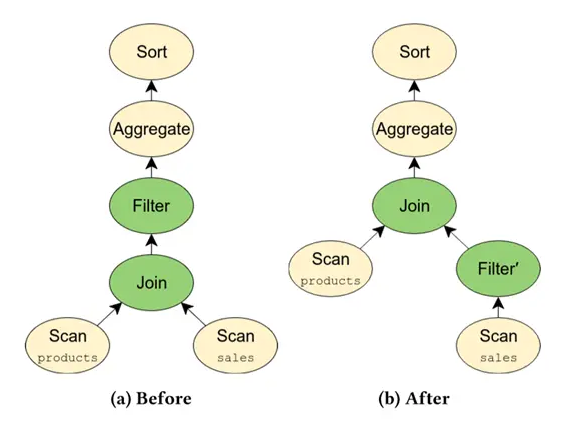 Sort
Aggregate
Filter
Join
Scan
products
Scan
sales
(a) Before
Sort
Aggregate
Join
Scan
products
Filter′
Scan
sales
(b) After